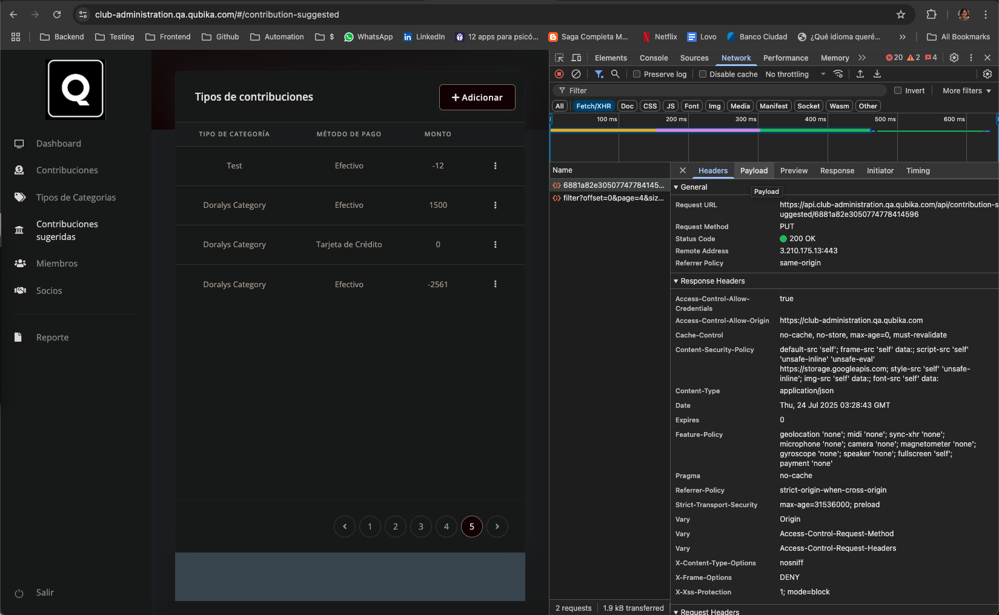 club-administration.qa.qubika.com/#/contribution-suggested
Backend Testing Frontend Github Automation $ WhatsApp LinkedIn 12 apps para psicó... Saga Completa M... Netflix Lovo Banco Ciudad ¿Qué idioma queré... » All Bookmarks
Q
Dashboard
Contribuciones
Tipos de Categorias
Contribuciones
sugeridas
Miembros
Socios
Reporte
Salir
Tipos de contribuciones
+ Adicionar
TIPO DE CATEGORÍA MÉTODO DE PAGO MONTO
Test Efectivo -12
Doralys Category Efectivo 1500
Doralys Category Tarjeta de Crédito 0
Doralys Category Efectivo -2561
1 2 3 4 5
Elements Console Sources Network Performance Memory 20 2 4
Preserve log Disable cache No throttling
Filter Invert More filters
All Fetch/XHR Doc CSS JS Font Img Media Manifest Socket Wasm Other
100 ms 200 ms 300 ms 400 ms 500 ms 600 ms
Name
6881a82e30507747784145...
filter?offset=0&page=4&siz...
Headers Payload Preview Response Initiator Timing
General
Payload
Request URL https://api.club-administration.qa.qubika.com/api/contribution-s
uggested/6881a82e3050774778414596
Request Method PUT
Status Code 200 OK
Remote Address 3.210.175.13:443
Referrer Policy same-origin
Response Headers
Access-Control-Allow- true
Credentials
Access-Control-Allow-Origin https://club-administration.qa.qubika.com
Cache-Control no-cache, no-store, max-age=0, must-revalidate
Content-Security-Policy default-src 'self'; frame-src 'self' data:; script-src 'self'
'unsafe-inline' 'unsafe-eval'
https://storage.googleapis.com; style-src 'self' 'unsafe-
inline'; img-src 'self' data:; font-src 'self' data:
Content-Type application/json
Date Thu, 24 Jul 2025 03:28:43 GMT
Expires 0
Feature-Policy geolocation 'none'; midi 'none'; sync-xhr 'none';
microphone 'none'; camera 'none'; magnetometer 'none';
gyroscope 'none'; speaker 'none'; fullscreen 'self';
payment 'none'
Pragma no-cache
Referrer-Policy strict-origin-when-cross-origin
Strict-Transport-Security max-age=31536000; preload
Vary Origin
Vary Access-Control-Request-Method
Vary Access-Control-Request-Headers
X-Content-Type-Options nosniff
X-Frame-Options DENY
X-Xss-Protection 1; mode=block
Request Headers
2 requests 1.9 kB transferred